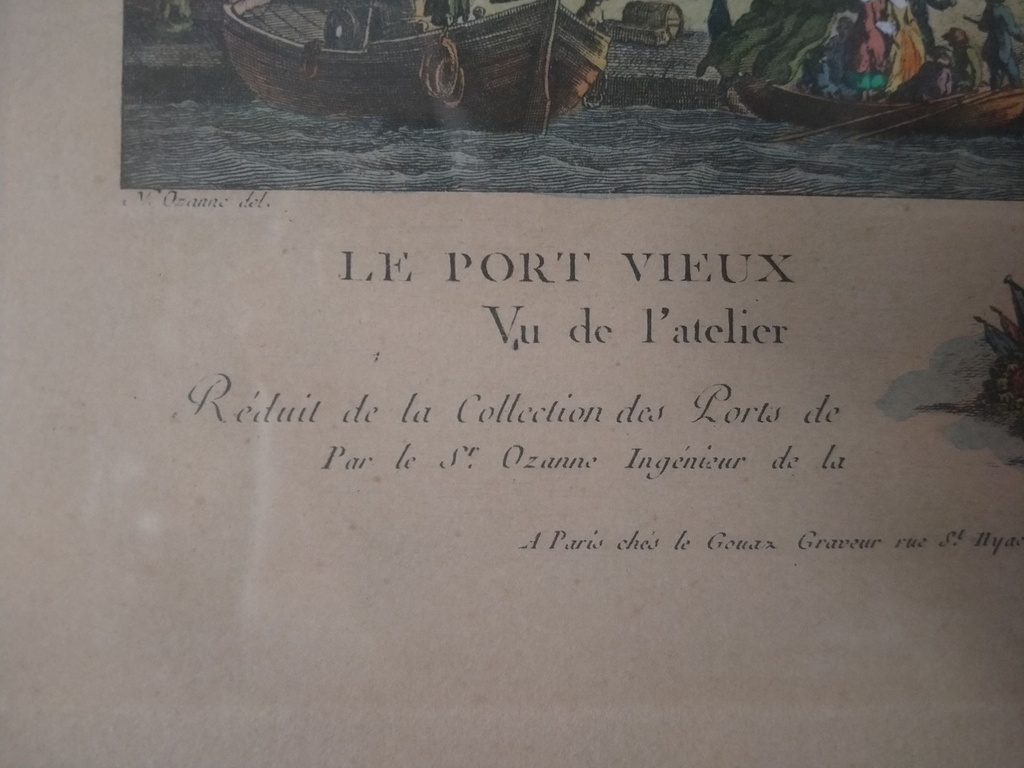 N. Ozanne del.
LE PORT VIEUX
Vu de l'atelier
Réduit de la Collection des Ports de
Par le Sr. Ozanne Ingénieur de la
A Paris chés le Gouaz Graveur rue St. Hyac